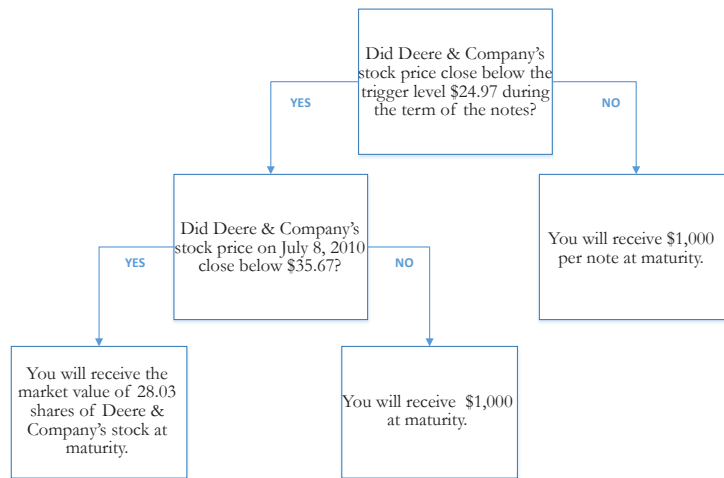 Did Deere & Company's
stock price close below the
trigger level $24.97 during
the term of the notes?
YES
NO
Did Deere & Company's
stock price on July 8, 2010
close below $35.67?
You will receive $1,000
per note at maturity.
YES
NO
You will receive the
market value of 28.03
shares of Deere &
Company's stock at
maturity.
You will receive $1,000
at maturity.